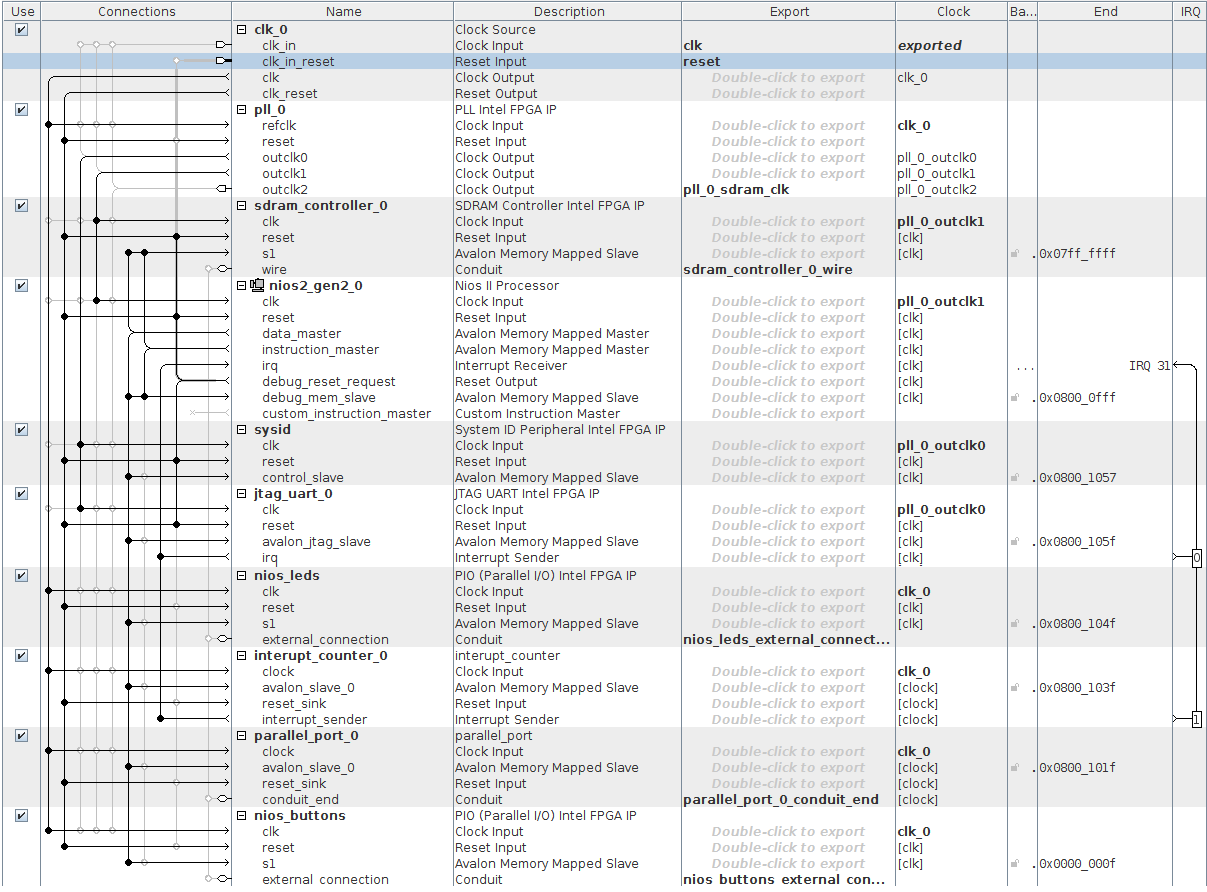 Use Connections Name Description Export Clock Ba... End IRQ
clk_0 Clock Source
clk_in Clock Input clk exported
clk_in_reset Reset Input reset
clk Clock Output Double-click to export clk_0
clk_reset Reset Output Double-click to export
pll_0 PLL Intel FPGA IP
refclk Clock Input Double-click to export clk_0
reset Reset Input Double-click to export
outclk0 Clock Output Double-click to export pll_0_outclk0
outclk1 Clock Output Double-click to export pll_0_outclk1
outclk2 Clock Output pll_0_sdram_clk pll_0_outclk2
sdram_controller_0 SDRAM Controller Intel FPGA IP
clk Clock Input Double-click to export pll_0_outclk1
reset Reset Input Double-click to export [clk]
s1 Avalon Memory Mapped Slave Double-click to export [clk] . 0x07ff_ffff
wire Conduit sdram_controller_0_wire
nios2_gen2_0 Nios II Processor
clk Clock Input Double-click to export pll_0_outclk1
reset Reset Input Double-click to export [clk]
data_master Avalon Memory Mapped Master Double-click to export [clk]
instruction_master Avalon Memory Mapped Master Double-click to export [clk]
irq Interrupt Receiver Double-click to export [clk] ... IRQ 31
debug_reset_request Reset Output Double-click to export [clk]
debug_mem_slave Avalon Memory Mapped Slave Double-click to export [clk] . 0x0800_0fff
custom_instruction_master Custom Instruction Master Double-click to export
sysid System ID Peripheral Intel FPGA IP
clk Clock Input Double-click to export pll_0_outclk0
reset Reset Input Double-click to export [clk]
control_slave Avalon Memory Mapped Slave Double-click to export [clk] . 0x0800_1057
jtag_uart_0 JTAG UART Intel FPGA IP
clk Clock Input Double-click to export pll_0_outclk0
reset Reset Input Double-click to export [clk]
avalon_jtag_slave Avalon Memory Mapped Slave Double-click to export [clk] . 0x0800_105f
irq Interrupt Sender Double-click to export [clk] 0
nios_leds PIO (Parallel I/O) Intel FPGA IP
clk Clock Input Double-click to export clk_0
reset Reset Input Double-click to export [clk]
s1 Avalon Memory Mapped Slave Double-click to export [clk] . 0x0800_104f
external_connection Conduit nios_leds_external_connect...
interupt_counter_0 interupt_counter
clock Clock Input Double-click to export clk_0
avalon_slave_0 Avalon Memory Mapped Slave Double-click to export [clock] . 0x0800_103f
reset_sink Reset Input Double-click to export [clock]
interrupt_sender Interrupt Sender Double-click to export [clock] 1
parallel_port_0 parallel_port
clock Clock Input Double-click to export clk_0
avalon_slave_0 Avalon Memory Mapped Slave Double-click to export [clock] . 0x0800_101f
reset_sink Reset Input Double-click to export [clock]
conduit_end Conduit parallel_port_0_conduit_end [clock]
nios_buttons PIO (Parallel I/O) Intel FPGA IP
clk Clock Input Double-click to export clk_0
reset Reset Input Double-click to export [clk]
s1 Avalon Memory Mapped Slave Double-click to export [clk] . 0x0000_000f
external_connection Conduit nios_buttons_external_con...